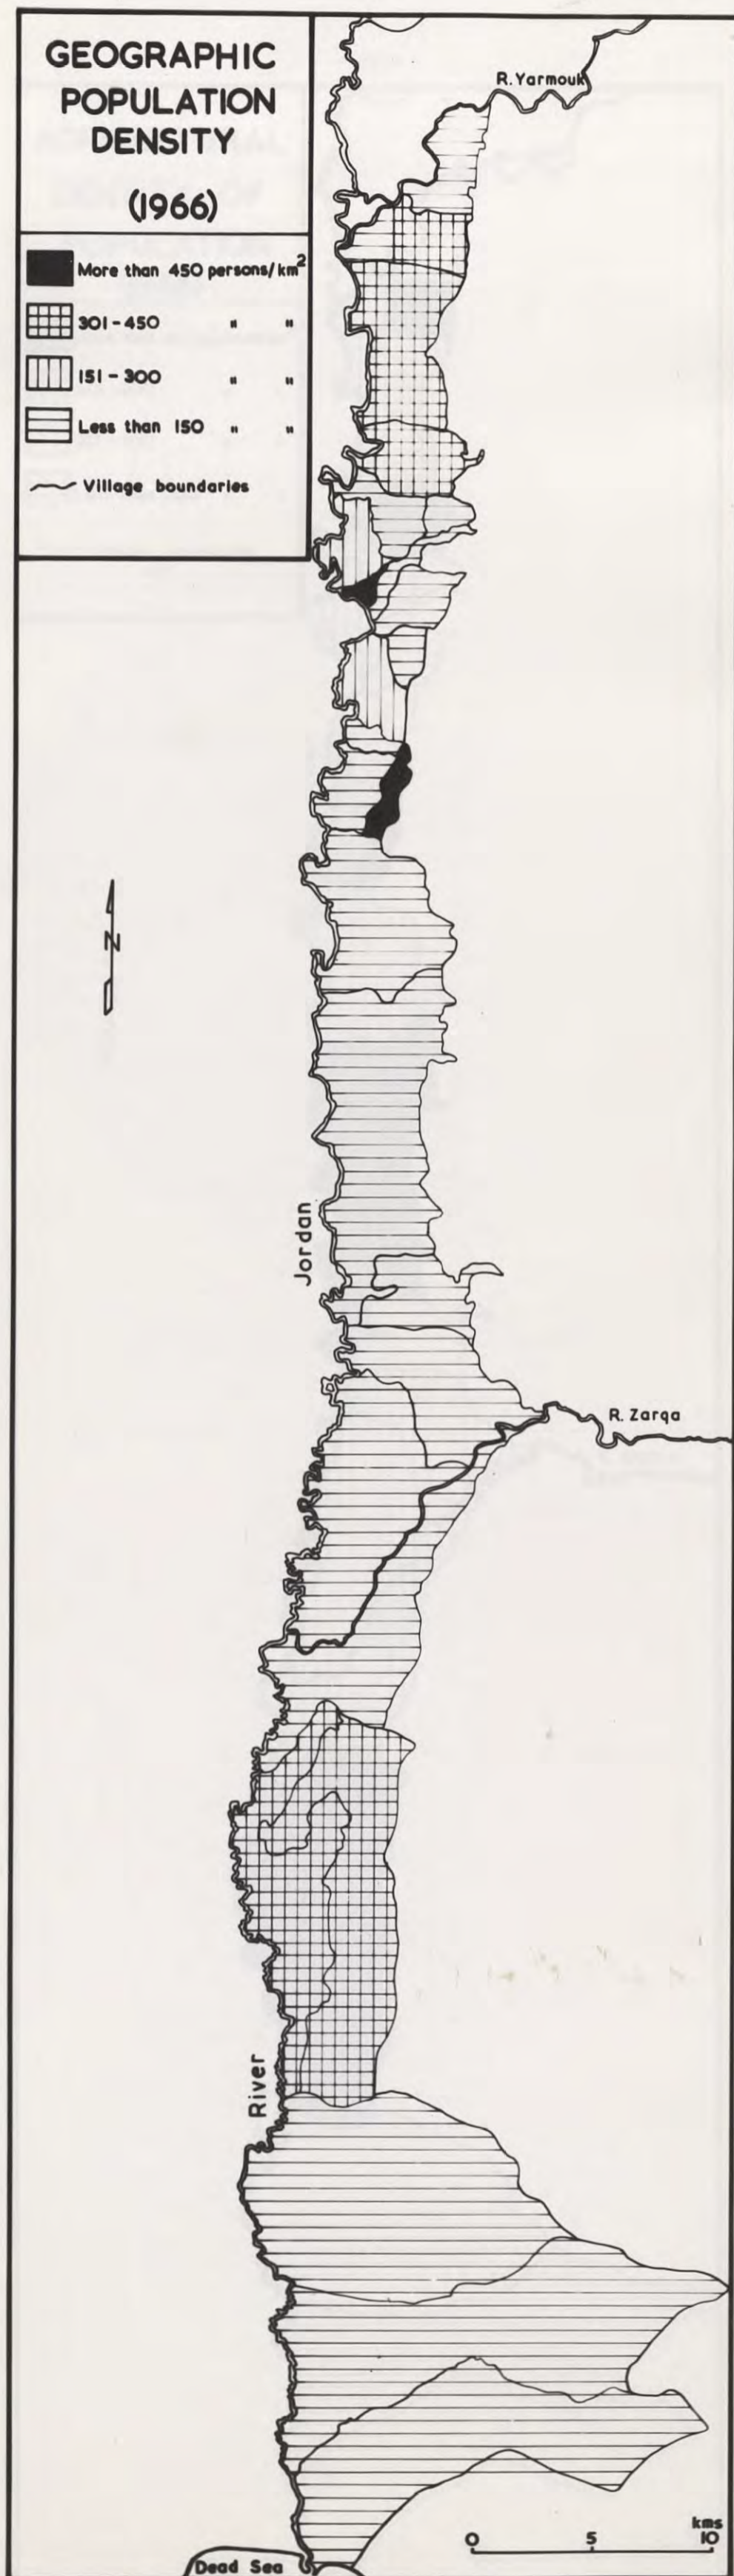 GEOGRAPHIC
POPULATION
DENSITY
(1966)
More than 450 persons/km²
301-450 " "
151-300 " "
Less than 150 " "
Village boundaries
R. Yarmouk
N
Jordan
R. Zarqa
River
kms
0 5 10
Dead Sea